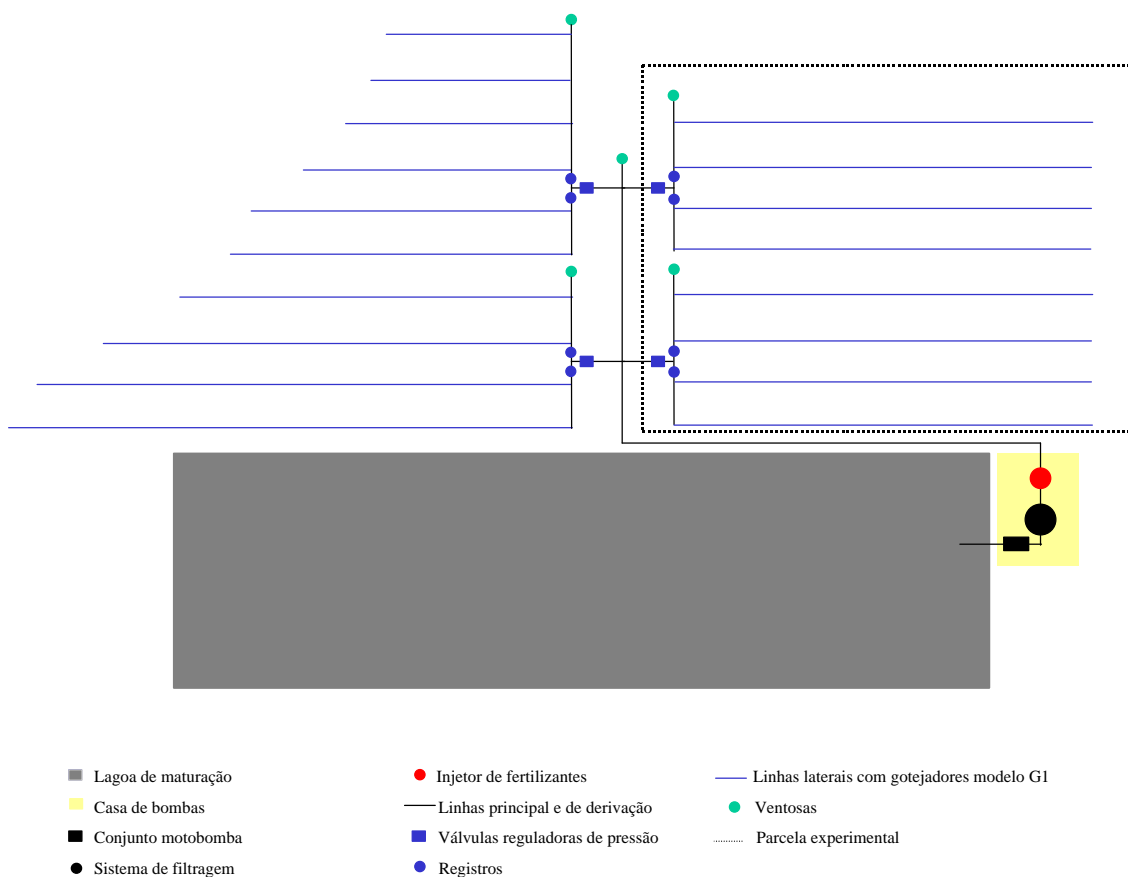 Lagoa de maturação
Casa de bombas
Conjunto motobomba
Sistema de filtragem
Injetor de fertilizantes
Linhas principal e de derivação
Válvulas reguladoras de pressão
Registros
Linhas laterais com gotejadores modelo G1
Ventosas
Parcela experimental